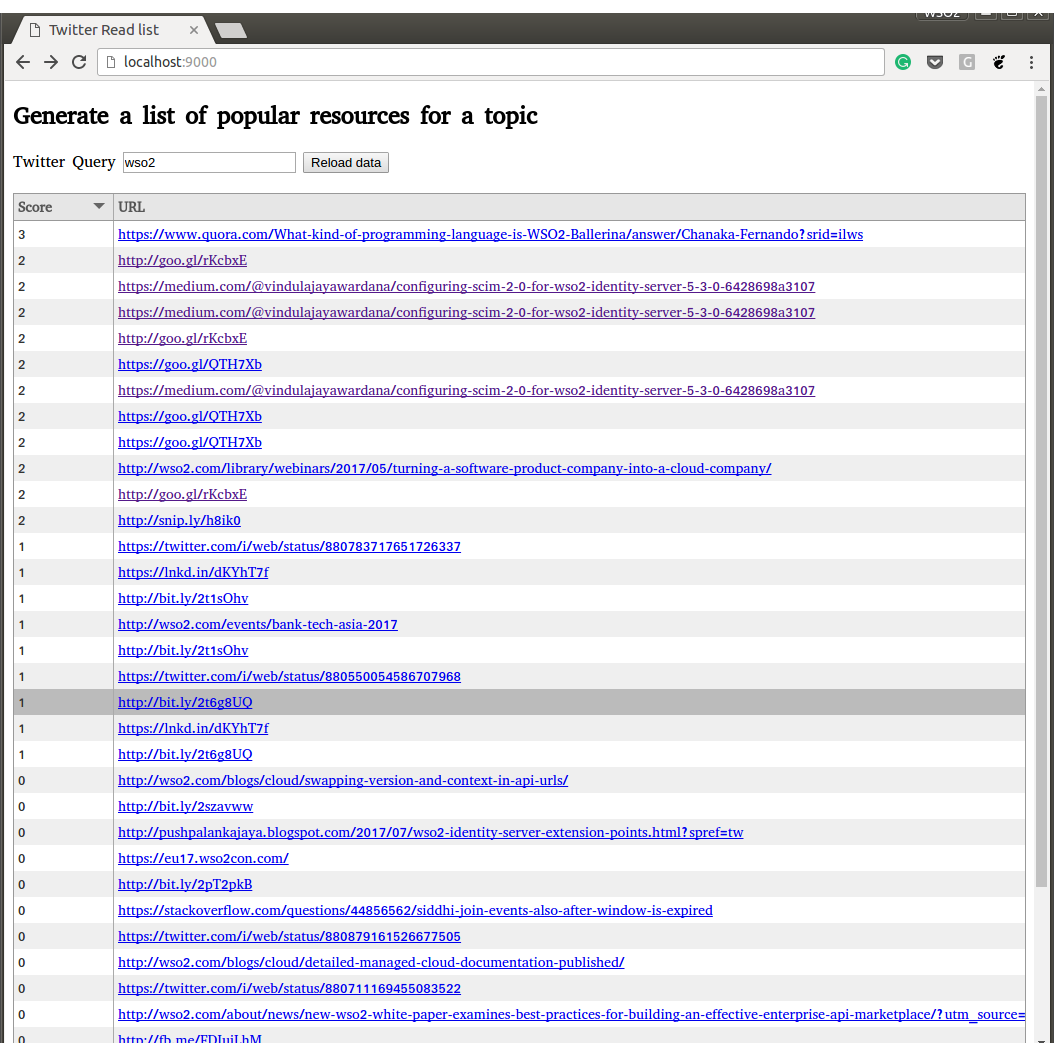 WSO2
Twitter Read list
localhost:9000
Generate a list of popular resources for a topic
Twitter Query wso2 Reload data
Score URL
3 https://www.quora.com/What-kind-of-programming-language-is-WSO2-Ballerina/answer/Chanaka-Fernando?srid=ilws
2 http://goo.gl/rKcbxE
2 https://medium.com/@vindulajayawardana/configuring-scim-2-0-for-wso2-identity-server-5-3-0-6428698a3107
2 https://medium.com/@vindulajayawardana/configuring-scim-2-0-for-wso2-identity-server-5-3-0-6428698a3107
2 http://goo.gl/rKcbxE
2 https://goo.gl/QTH7Xb
2 https://medium.com/@vindulajayawardana/configuring-scim-2-0-for-wso2-identity-server-5-3-0-6428698a3107
2 https://goo.gl/QTH7Xb
2 https://goo.gl/QTH7Xb
2 http://wso2.com/library/webinars/2017/05/turning-a-software-product-company-into-a-cloud-company/
2 http://goo.gl/rKcbxE
2 http://snip.ly/h8ik0
1 https://twitter.com/i/web/status/880783717651726337
1 https://lnkd.in/dKYhT7f
1 http://bit.ly/2t1sOhv
1 http://wso2.com/events/bank-tech-asia-2017
1 http://bit.ly/2t1sOhv
1 https://twitter.com/i/web/status/880550054586707968
1 http://bit.ly/2t6g8UQ
1 https://lnkd.in/dKYhT7f
1 http://bit.ly/2t6g8UQ
0 http://wso2.com/blogs/cloud/swapping-version-and-context-in-api-urls/
0 http://bit.ly/2szavww
0 http://pushpalankajaya.blogspot.com/2017/07/wso2-identity-server-extension-points.html?spref=tw
0 https://eu17.wso2con.com/
0 http://bit.ly/2pT2pkB
0 https://stackoverflow.com/questions/44856562/siddhi-join-events-also-after-window-is-expired
0 https://twitter.com/i/web/status/880879161526677505
0 http://wso2.com/blogs/cloud/detailed-managed-cloud-documentation-published/
0 https://twitter.com/i/web/status/880711169455083522
0 http://wso2.com/about/news/new-wso2-white-paper-examines-best-practices-for-building-an-effective-enterprise-api-marketplace/?utm_source=
0